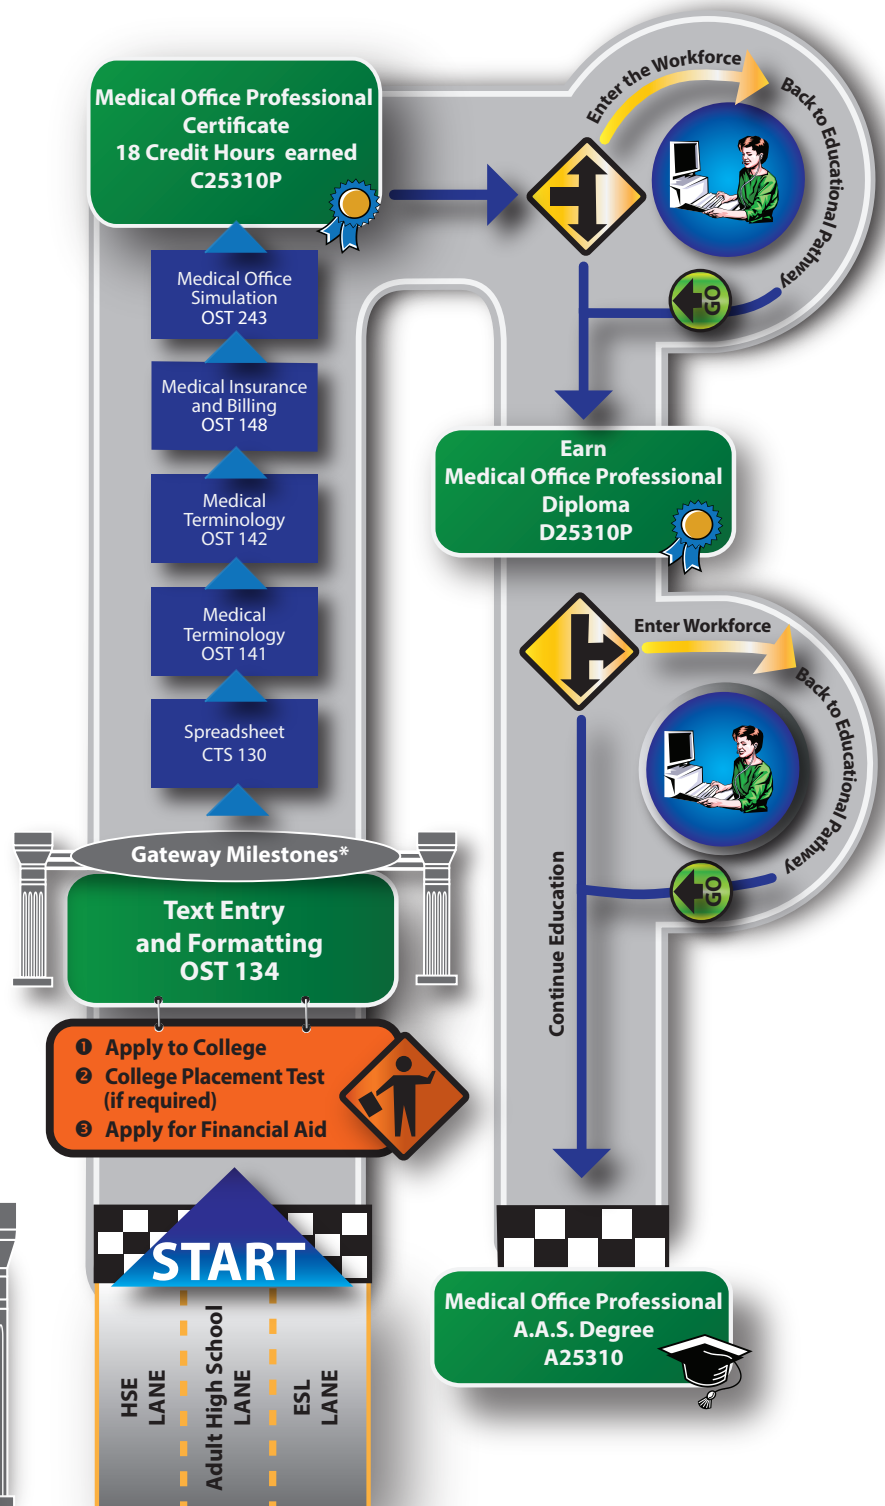 Medical Office Professional
Certificate
18 Credit Hours earned
C25310P
Enter the Workforce
Back to Educational Pathway
GO
Medical Office
Simulation
OST 243
Medical Insurance
and Billing
OST 148
Medical
Terminology
OST 142
Medical
Terminology
OST 141
Spreadsheet
CTS 130
Gateway Milestones*
Text Entry
and Formatting
OST 134
❶ Apply to College
❷ College Placement Test
(if required)
❸ Apply for Financial Aid
START
HSE
LANE
Adult High School
LANE
ESL
LANE
Earn
Medical Office Professional
Diploma
D25310P
Enter Workforce
Back to Educational Pathway
GO
Continue Education
Medical Office Professional
A.A.S. Degree
A25310